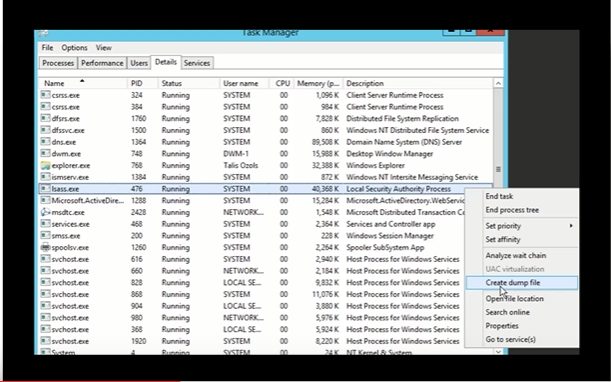 Task Manager
File Options View
Processes Performance Users Details Services
Name PID Status User name CPU Memory (p... Description
csrss.exe 324 Running SYSTEM 00 1,096 K Client Server Runtime Process
csrss.exe 384 Running SYSTEM 00 984 K Client Server Runtime Process
dfsrs.exe 1760 Running SYSTEM 00 7,828 K Distributed File System Replication
dfssvc.exe 1500 Running SYSTEM 00 860 K Windows NT Distributed File System Service
dns.exe 1364 Running SYSTEM 00 89,508 K Domain Name System (DNS) Server
dwm.exe 748 Running DWM-1 00 15,988 K Desktop Window Manager
explorer.exe 768 Running Talis Ozols 00 32,988 K Windows Explorer
ismserv.exe 1384 Running SYSTEM 00 872 K Windows NT Intersite Messaging Service
lsass.exe 476 Running SYSTEM 00 40,368 K Local Security Authority Process
Microsoft.ActiveDire... 1288 Running SYSTEM 00 15,284 K Microsoft.ActiveDirectory.WebServic
msdtc.exe 2428 Running NETWORK... 00 1,548 K Microsoft Distributed Transaction Co
services.exe 468 Running SYSTEM 00 2,364 K Services and Controller app
smss.exe 200 Running SYSTEM 00 228 K Windows Session Manager
spoolsv.exe 1260 Running SYSTEM 00 2,264 K Spooler SubSystem App
svchost.exe 616 Running SYSTEM 00 2,940 K Host Process for Windows Services
svchost.exe 660 Running NETWORK... 00 2,184 K Host Process for Windows Services
svchost.exe 828 Running LOCAL SE... 00 9,832 K Host Process for Windows Services
svchost.exe 868 Running SYSTEM 00 11,076 K Host Process for Windows Services
svchost.exe 904 Running LOCAL SE... 00 3,880 K Host Process for Windows Services
svchost.exe 980 Running NETWORK... 00 5,976 K Host Process for Windows Services
svchost.exe 368 Running LOCAL SE... 00 5,924 K Host Process for Windows Services
svchost.exe 1920 Running SYSTEM 00 8,220 K Host Process for Windows Services
System 4 Running SYSTEM 00 24 K NT Kernel & System
End task
End process tree
Set priority
Set affinity
Analyze wait chain
UAC virtualization
Create dump file
Open file location
Search online
Properties
Go to service(s)